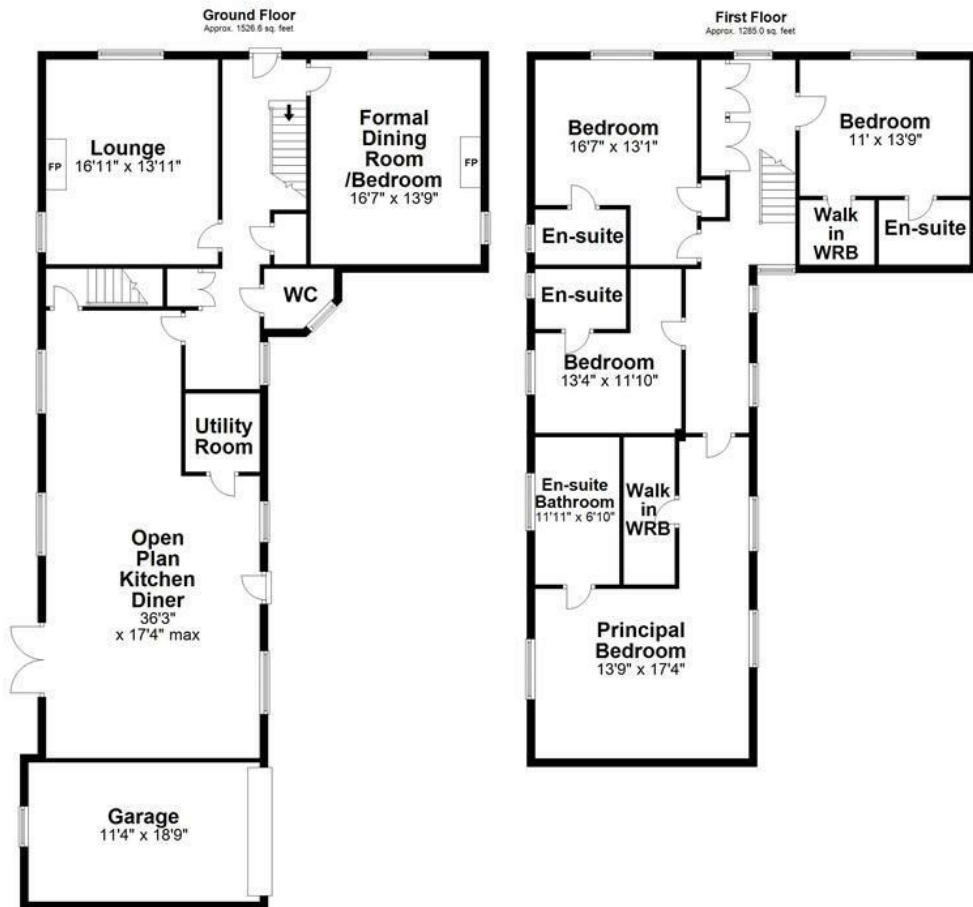 Ground Floor
Approx. 1526.6 sq. feet
FP
Lounge
16'11" x 13'11"
Formal
Dining
Room
/Bedroom
16'7" x 13'9"
FP
WC
Utility
Room
Open
Plan
Kitchen
Diner
36'3"
x 17'4" max
Garage
11'4" x 18'9"
First Floor
Approx. 1285.0 sq. feet
Bedroom
16'7" x 13'1"
Bedroom
11' x 13'9"
En-suite
Walk
in
WRB
En-suite
En-suite
Bedroom
13'4" x 11'10"
En-suite
Bathroom
11'11" x 6'10"
Walk
in
WRB
Principal
Bedroom
13'9" x 17'4"